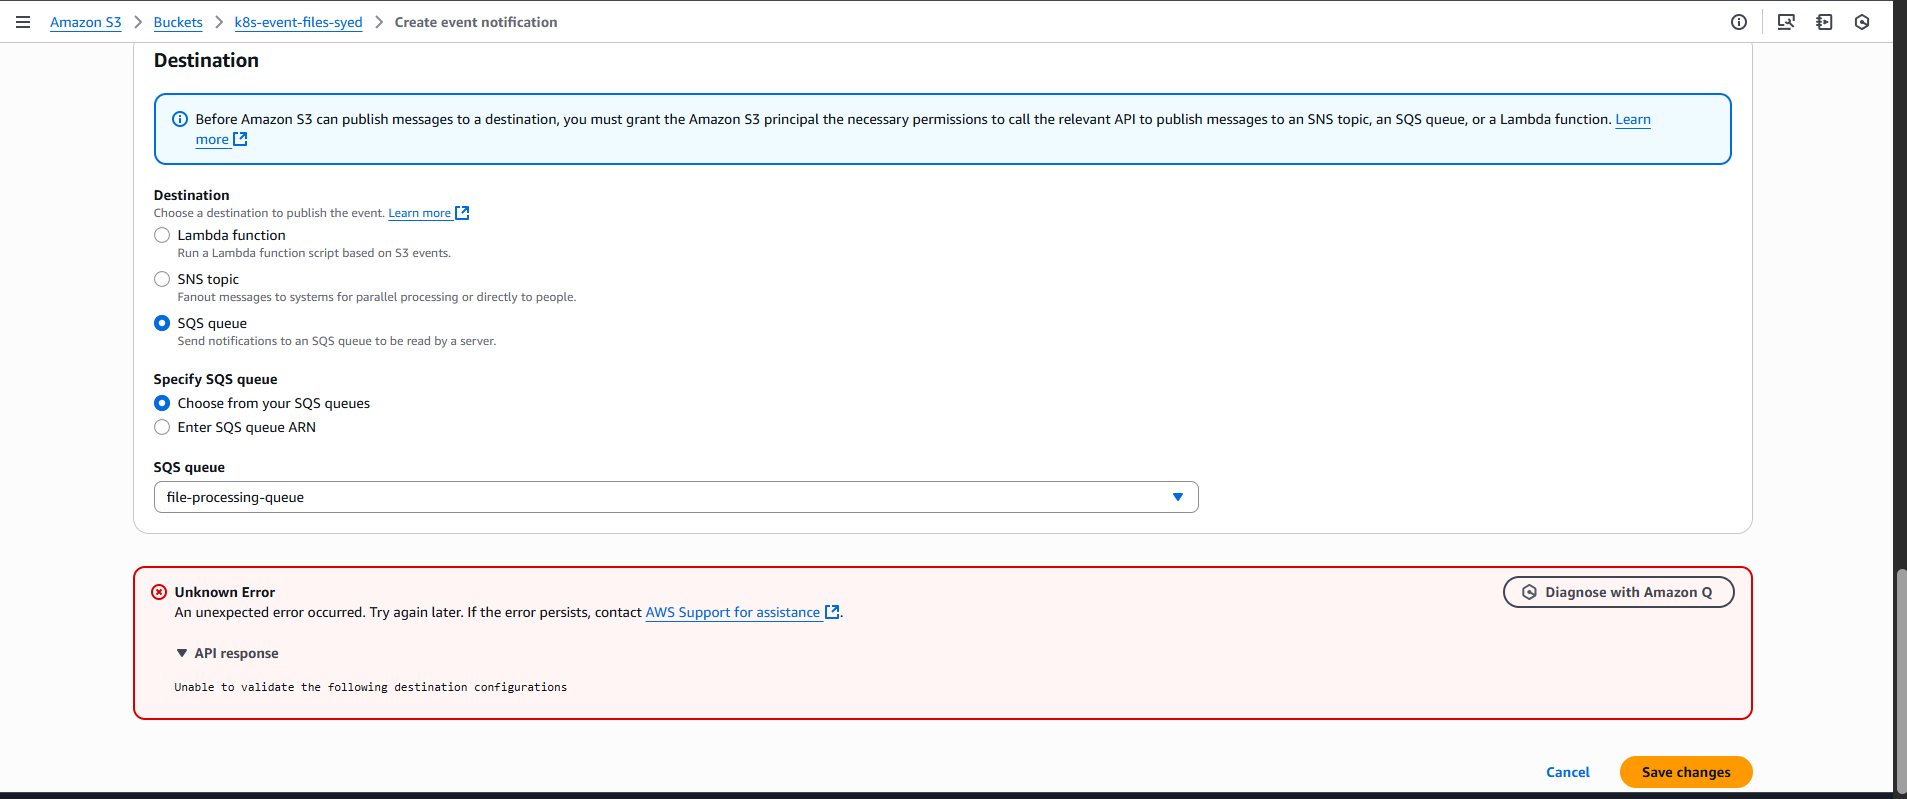 Amazon S3 > Buckets > k8s-event-files-syed > Create event notification
Destination
Before Amazon S3 can publish messages to a destination, you must grant the Amazon S3 principal the necessary permissions to call the relevant API to publish messages to an SNS topic, an SQS queue, or a Lambda function. Learn
more
Destination
Choose a destination to publish the event. Learn more
Lambda function
Run a Lambda function script based on S3 events.
SNS topic
Fanout messages to systems for parallel processing or directly to people.
SQS queue
Send notifications to an SQS queue to be read by a server.
Specify SQS queue
Choose from your SQS queues
Enter SQS queue ARN
SQS queue
file-processing-queue
Unknown Error
Diagnose with Amazon Q
An unexpected error occurred. Try again later. If the error persists, contact AWS Support for assistance.
API response
Unable to validate the following destination configurations
Cancel
Save changes